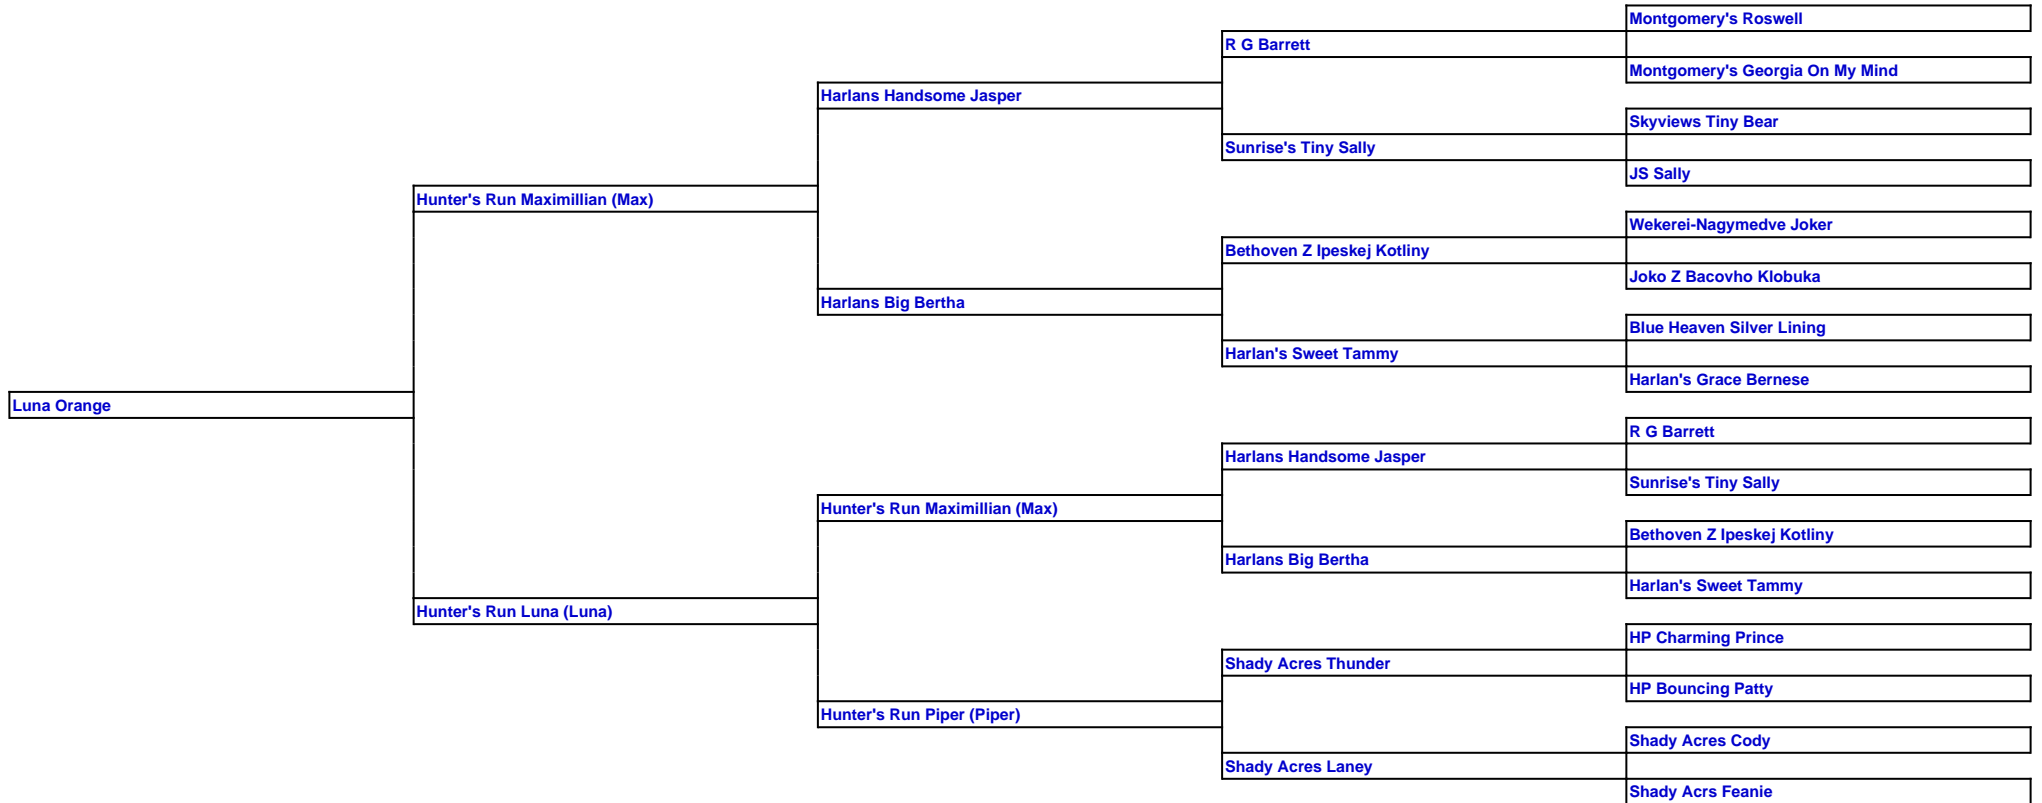 Montgomery's Roswell
R G Barrett
Montgomery's Georgia On My Mind
Harlans Handsome Jasper
Skyviews Tiny Bear
Sunrise's Tiny Sally
JS Sally
Hunter's Run Maximillian (Max)
Wekerei-Nagymedve Joker
Bethoven Z Ipeskej Kotliny
Joko Z Bacovho Klobuka
Harlans Big Bertha
Blue Heaven Silver Lining
Harlan's Sweet Tammy
Harlan's Grace Bernese
Luna Orange
R G Barrett
Harlans Handsome Jasper
Sunrise's Tiny Sally
Hunter's Run Maximillian (Max)
Bethoven Z Ipeskej Kotliny
Harlans Big Bertha
Harlan's Sweet Tammy
Hunter's Run Luna (Luna)
HP Charming Prince
Shady Acres Thunder
HP Bouncing Patty
Hunter's Run Piper (Piper)
Shady Acres Cody
Shady Acres Laney
Shady Acrs Feanie